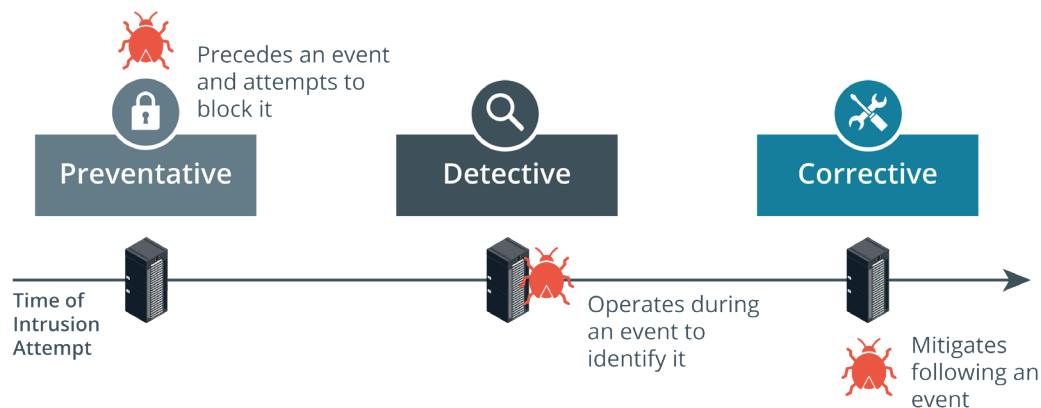 Precedes an event
and attempts to
block it
Preventative
Detective
Corrective
Time of
Intrusion
Attempt
Operates during
an event to
identify it
Mitigates
following an
event